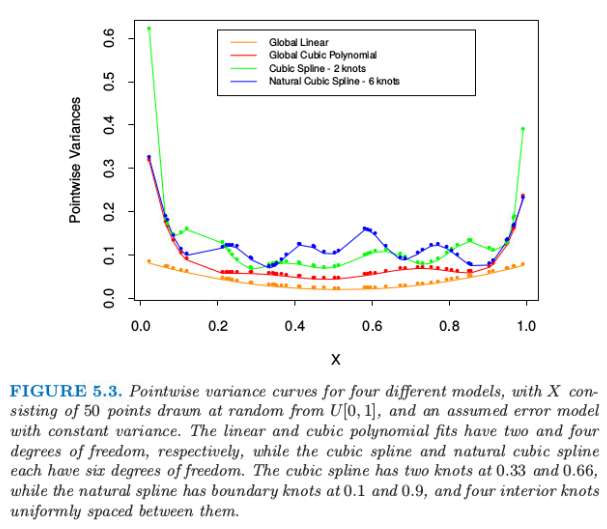 Global Linear
Global Cubic Polynomial
Cubic Spline - 2 knots
Natural Cubic Spline - 6 knots
Pointwise Variances
0.6
0.5
0.4
0.3
0.2
0.1
0.0
0.0 0.2 0.4 0.6 0.8 1.0
X
FIGURE 5.3. Pointwise variance curves for four different models, with X con-
sisting of 50 points drawn at random from U[0, 1], and an assumed error model
with constant variance. The linear and cubic polynomial fits have two and four
degrees of freedom, respectively, while the cubic spline and natural cubic spline
each have six degrees of freedom. The cubic spline has two knots at 0.33 and 0.66,
while the natural spline has boundary knots at 0.1 and 0.9, and four interior knots
uniformly spaced between them.